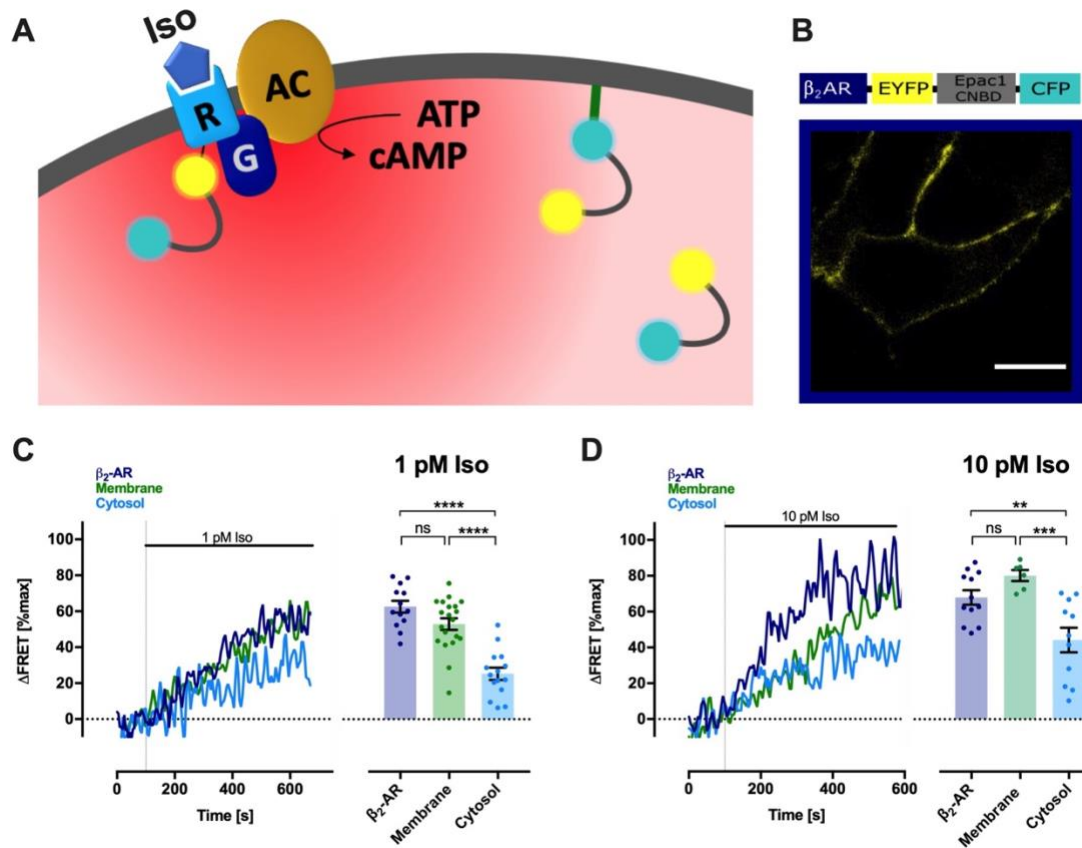 A
Iso
R
G
AC
ATP
cAMP
B
β₂AR EYFP Epac1 CNBD CFP
C
β₂-AR
Membrane
Cytosol
1 pM Iso
1 pM Iso
ΔFRET [%max]
100
80
60
40
20
0
0 200 400 600
Time [s]
****
ns ****
β₂-AR
Membrane
Cytosol
D
β₂-AR
Membrane
Cytosol
10 pM Iso
10 pM Iso
ΔFRET [%max]
100
80
60
40
20
0
0 200 400 600
Time [s]
**
ns ***
β₂-AR
Membrane
Cytosol